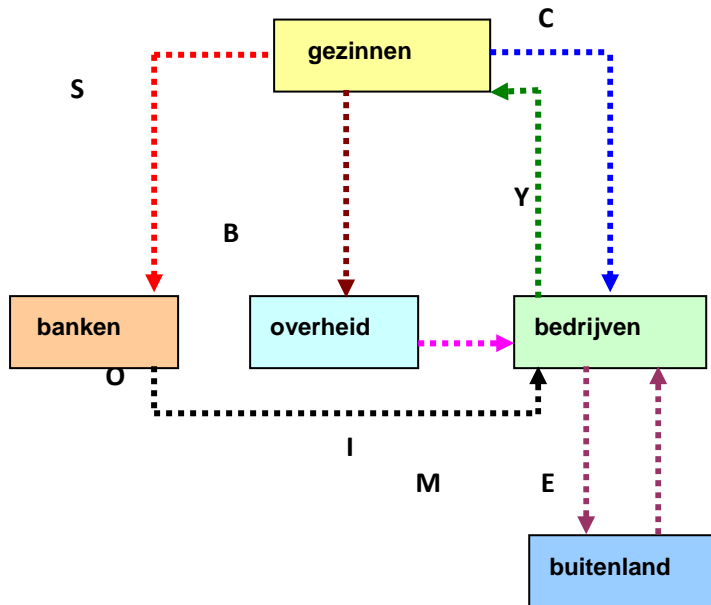 C
gezinnen
S
Y
B
banken
overheid
bedrijven
O
I
M
E
buitenland